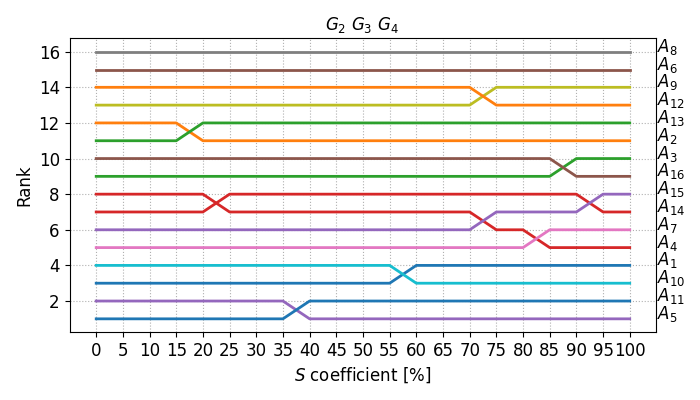 G₂ G₃ G₄
16
14
12
10
8
6
4
2
Rank
A₈
A₆
A₉
A₁₂
A₁₃
A₂
A₃
A₁₆
A₁₅
A₁₄
A₇
A₄
A₁
A₁₀
A₁₁
A₅
0 5 10 15 20 25 30 35 40 45 50 55 60 65 70 75 80 85 90 95 100
S coefficient [%]